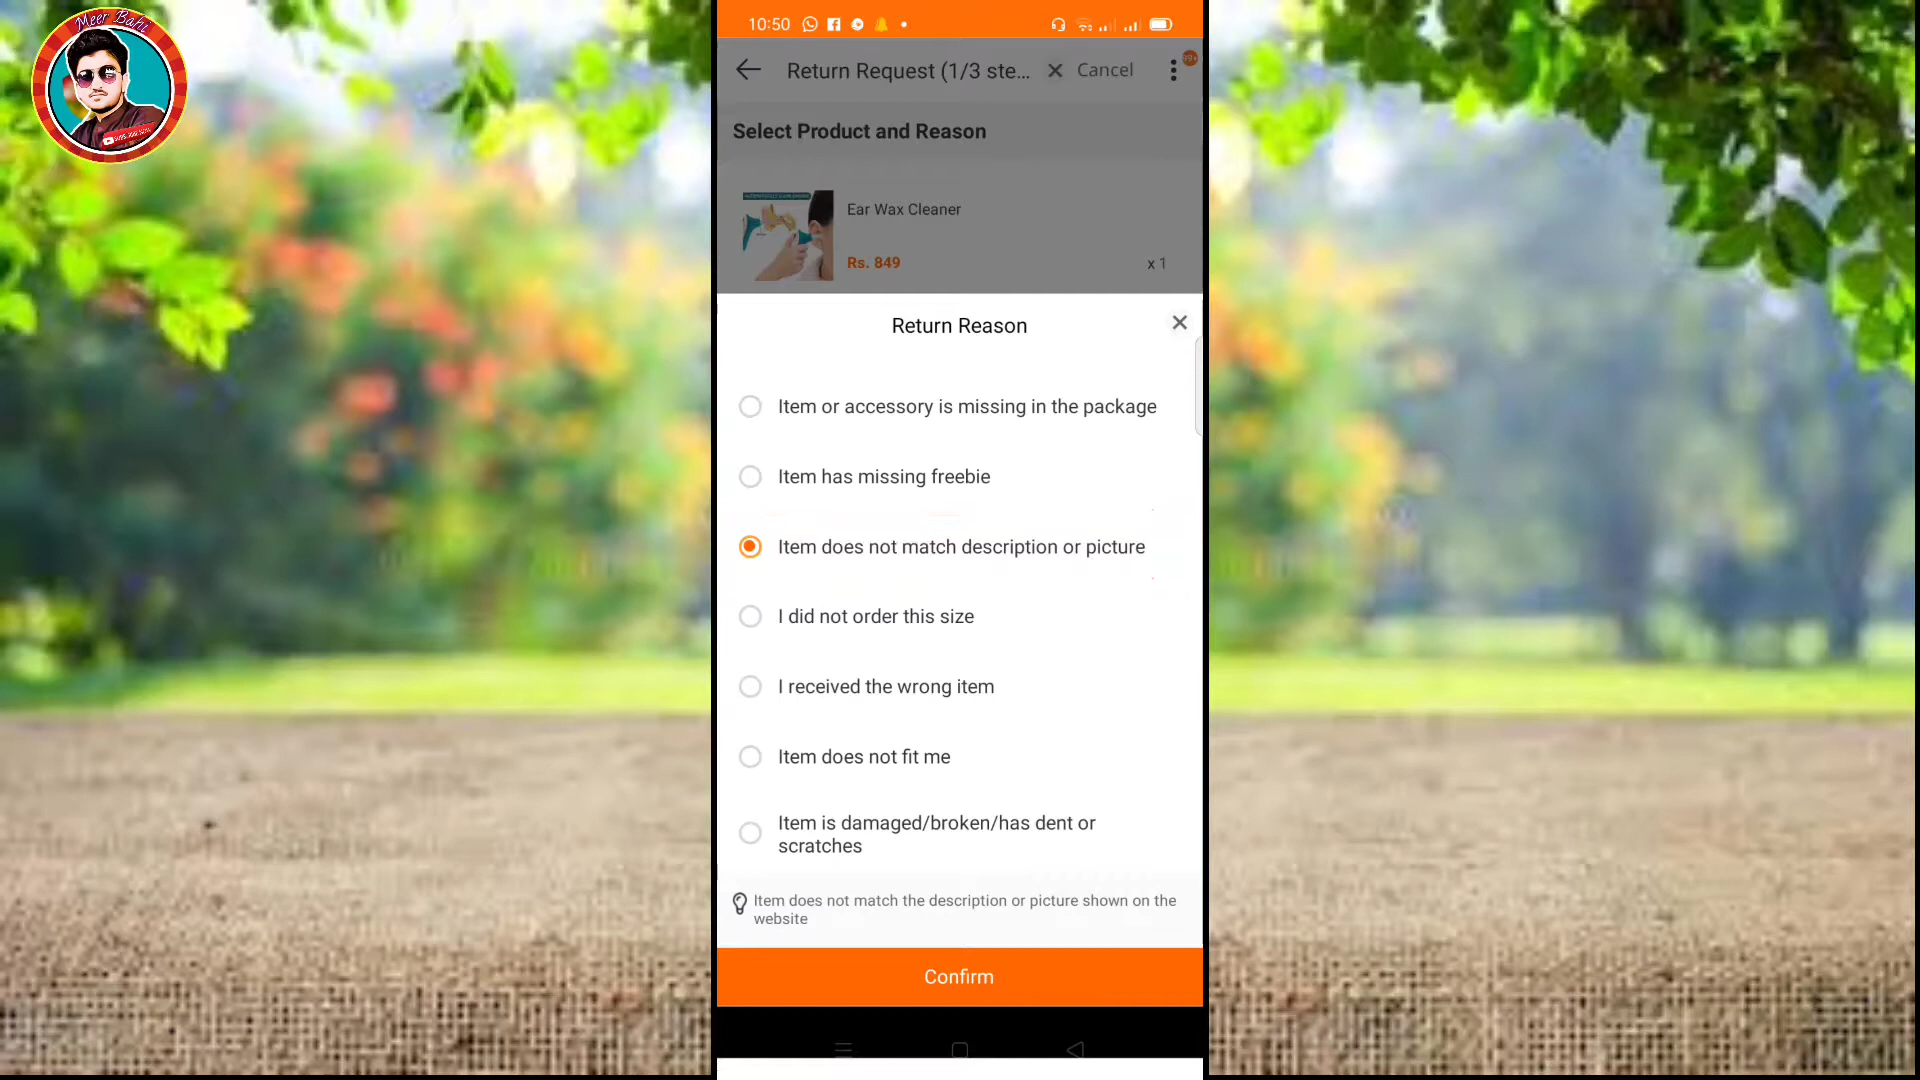 Meer Bahi
10:50
Return Request (1/3 ste...
Cancel
Select Product and Reason
Ear Wax Cleaner
Rs. 849
x 1
Return Reason
Item or accessory is missing in the package
Item has missing freebie
Item does not match description or picture
I did not order this size
I received the wrong item
Item does not fit me
Item is damaged/broken/has dent or
scratches
Item does not match the description or picture shown on the
website
Confirm